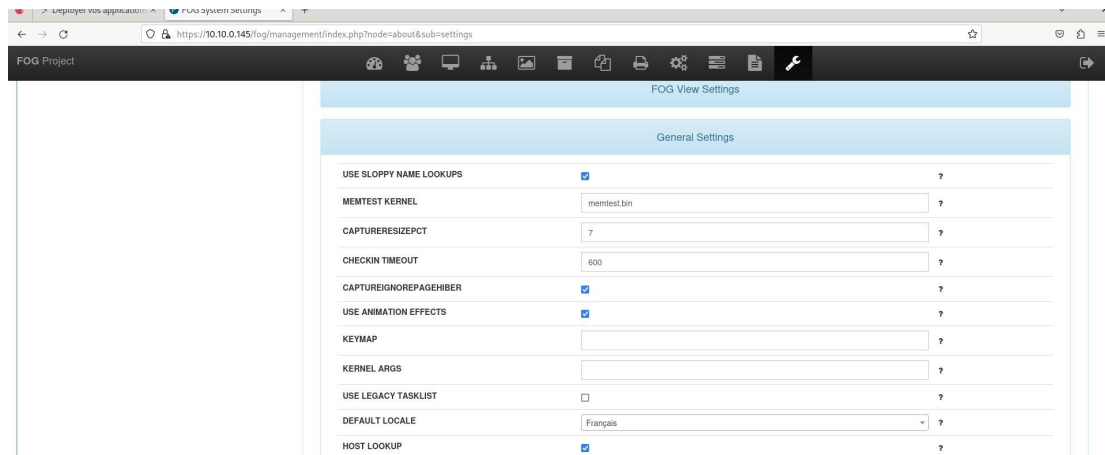 > Déployer vos applications
FOG System Settings
https://10.10.0.145/fog/management/index.php?node=about&sub=settings
FOG Project
FOG View Settings
General Settings
USE SLOPPY NAME LOOKUPS ?
MEMTEST KERNEL memtest.bin ?
CAPTURERESIZEPCT 7 ?
CHECKIN TIMEOUT 600 ?
CAPTUREIGNOREPAGEHIBER ?
USE ANIMATION EFFECTS ?
KEYMAP ?
KERNEL ARGS ?
USE LEGACY TASKLIST ?
DEFAULT LOCALE Français ?
HOST LOOKUP ?